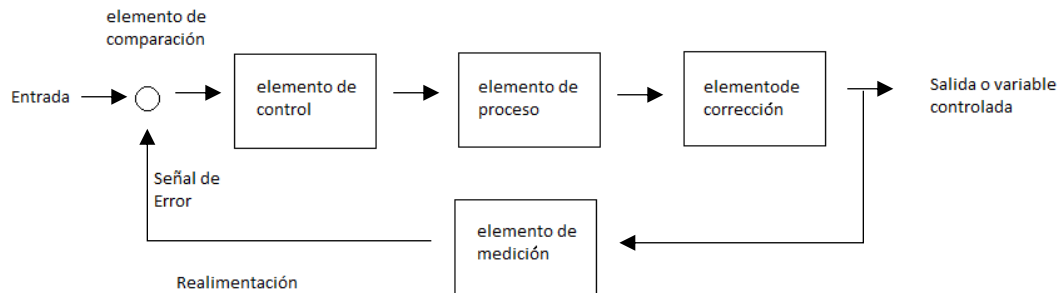 elemento de
comparación
Entrada
elemento de
control
elemento de
proceso
elementode
corrección
Salida o variable
controlada
Señal de
Error
elemento de
medición
Realimentación